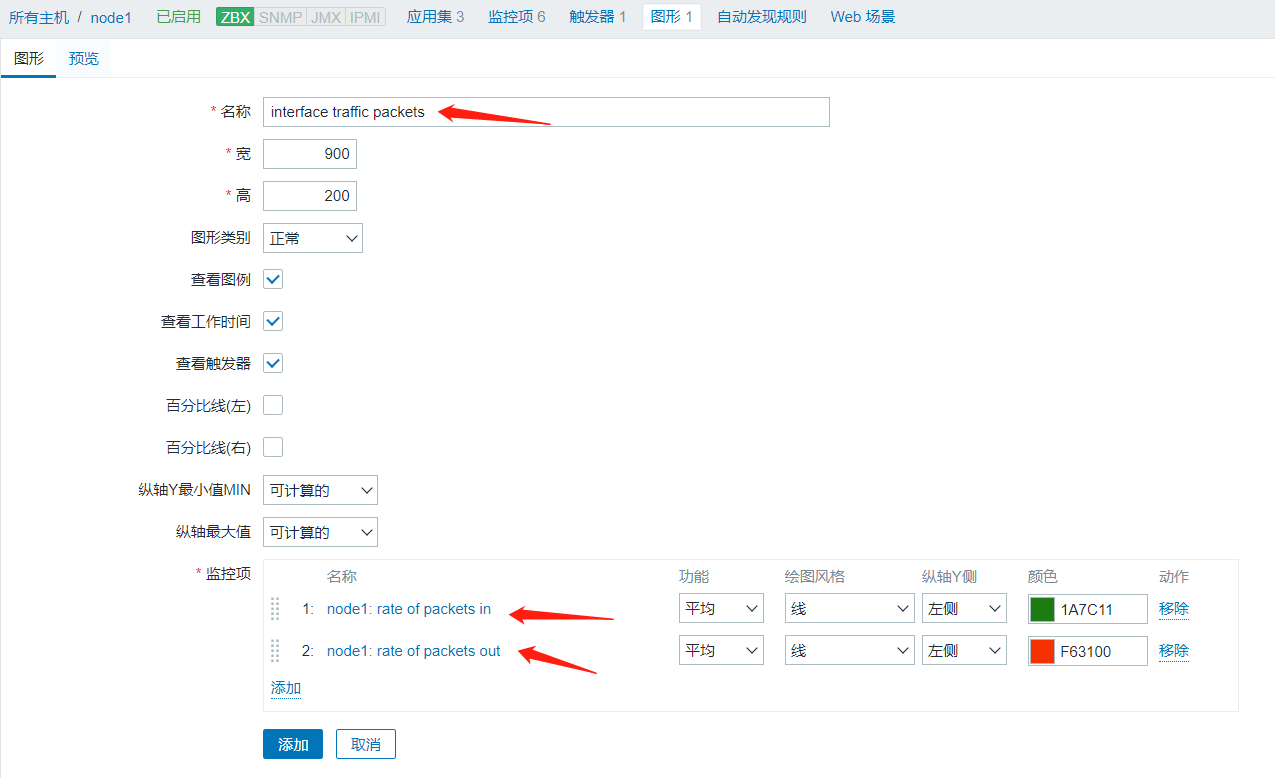 所有主机 / node1 已启用 ZBX SNMP JMX IPMI 应用集 3 监控项 6 触发器 1 图形 1 自动发现规则 Web 场景
图形 预览
* 名称 interface traffic packets
* 宽 900
* 高 200
图形类别 正常
查看图例
查看工作时间
查看触发器
百分比线(左)
百分比线(右)
纵轴Y最小值MIN 可计算的
纵轴最大值 可计算的
* 监控项 名称 功能 绘图风格 纵轴Y侧 颜色 动作
1: node1: rate of packets in 平均 线 左侧 1A7C11 移除
2: node1: rate of packets out 平均 线 左侧 F63100 移除
添加
添加 取消